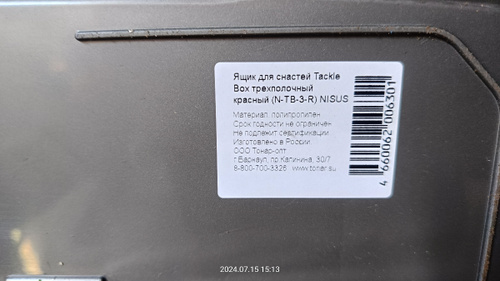 Ящик для снастей Tackle
Box трехполочный
красный (N-TB-3-R) NISUS
Материал: полипропилен
Срок годности не ограничен
Не подлежит сертификации
Изготовлено в России.
ООО Тонар-опт
г.Барнаул, пр.Калинина, 30/7
8-800-700-3326 www.tonar.su
4 660062 006301
2024.07.15 15:13